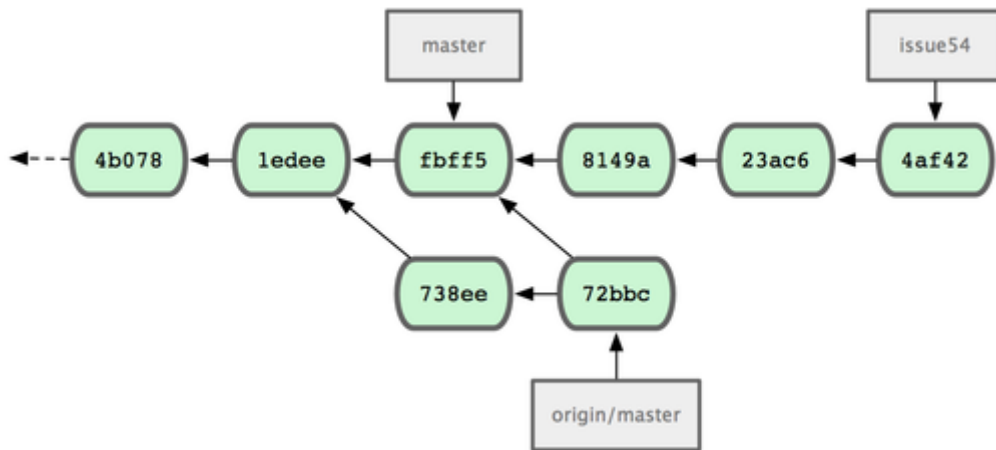 master
issue54
4b078
1edee
fbff5
8149a
23ac6
4af42
738ee
72bbc
origin/master